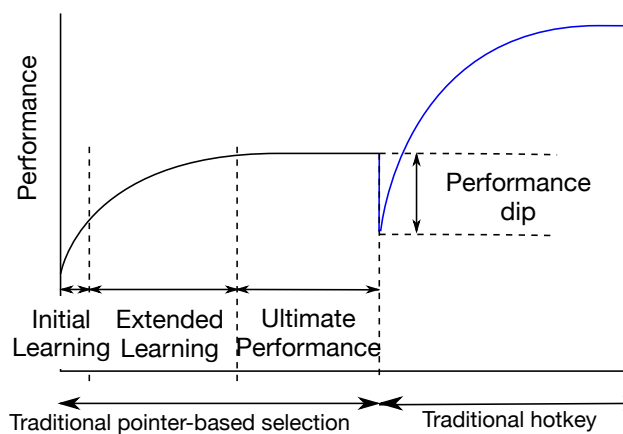 Performance
Performance
dip
Initial
Learning
Extended
Learning
Ultimate
Performance
Traditional pointer-based selection
Traditional hotkey